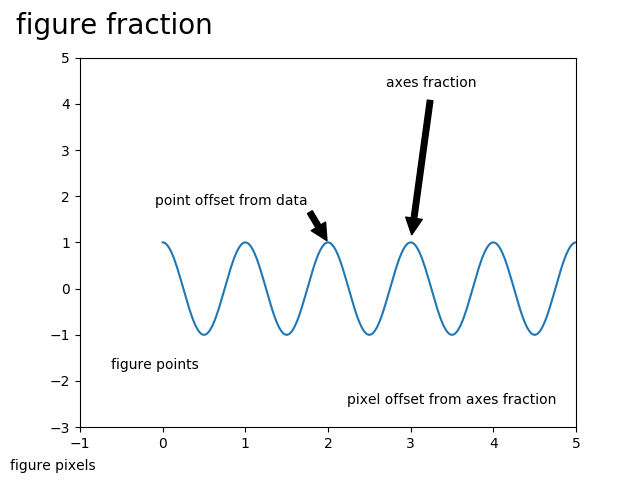 figure fraction
5
axes fraction
4
3
2
point offset from data
1
0
−1
figure points
−2
pixel offset from axes fraction
−3
−1 0 1 2 3 4 5
figure pixels